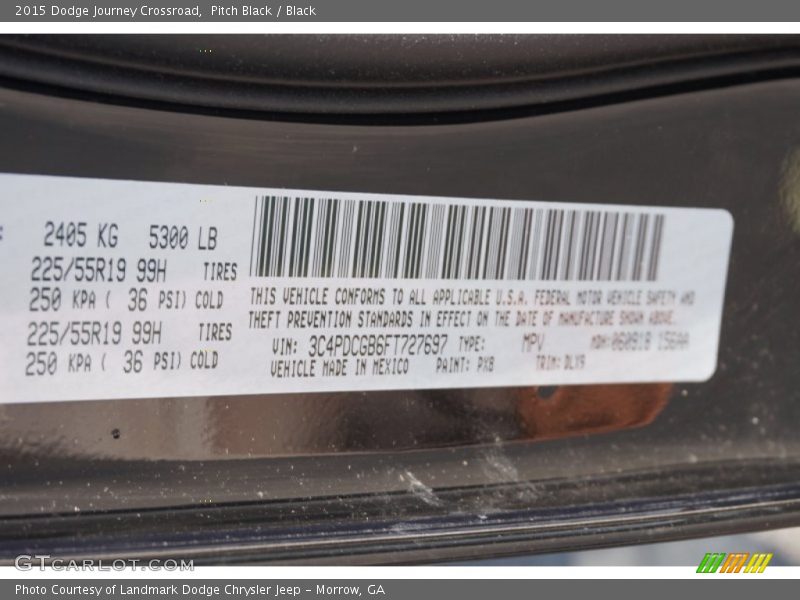 2015 Dodge Journey Crossroad, Pitch Black / Black
2405 KG 5300 LB
225/55R19 99H TIRES
250 KPA ( 36 PSI) COLD
225/55R19 99H TIRES
250 KPA ( 36 PSI) COLD
THIS VEHICLE CONFORMS TO ALL APPLICABLE U.S.A. FEDERAL MOTOR VEHICLE SAFETY AND
THEFT PREVENTION STANDARDS IN EFFECT ON THE DATE OF MANUFACTURE SHOWN ABOVE.
VIN: 3C4PDCGB6FT727697 TYPE: MPV MDH:
VEHICLE MADE IN MEXICO PAINT: PX8 TRIM: DLX9
GTCARLOT.COM
Photo Courtesy of Landmark Dodge Chrysler Jeep – Morrow, GA